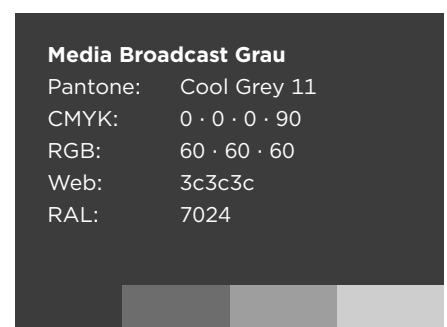 Media Broadcast Grau
Pantone: Cool Grey 11
CMYK: 0 · 0 · 0 · 90
RGB: 60 · 60 · 60
Web: 3c3c3c
RAL: 7024